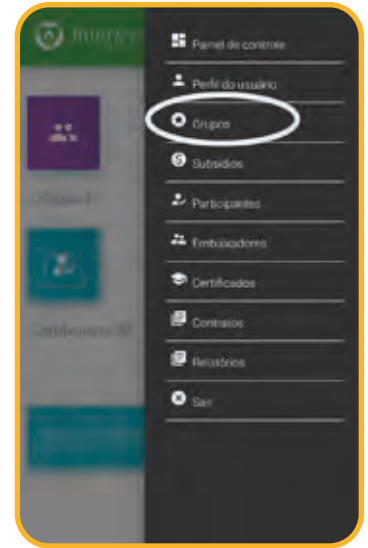 Painel de controle
Perfil do usuário
Grupos
Subsídios
Participantes
Embaixadores
Certificados
Contratos
Relatórios
Sair